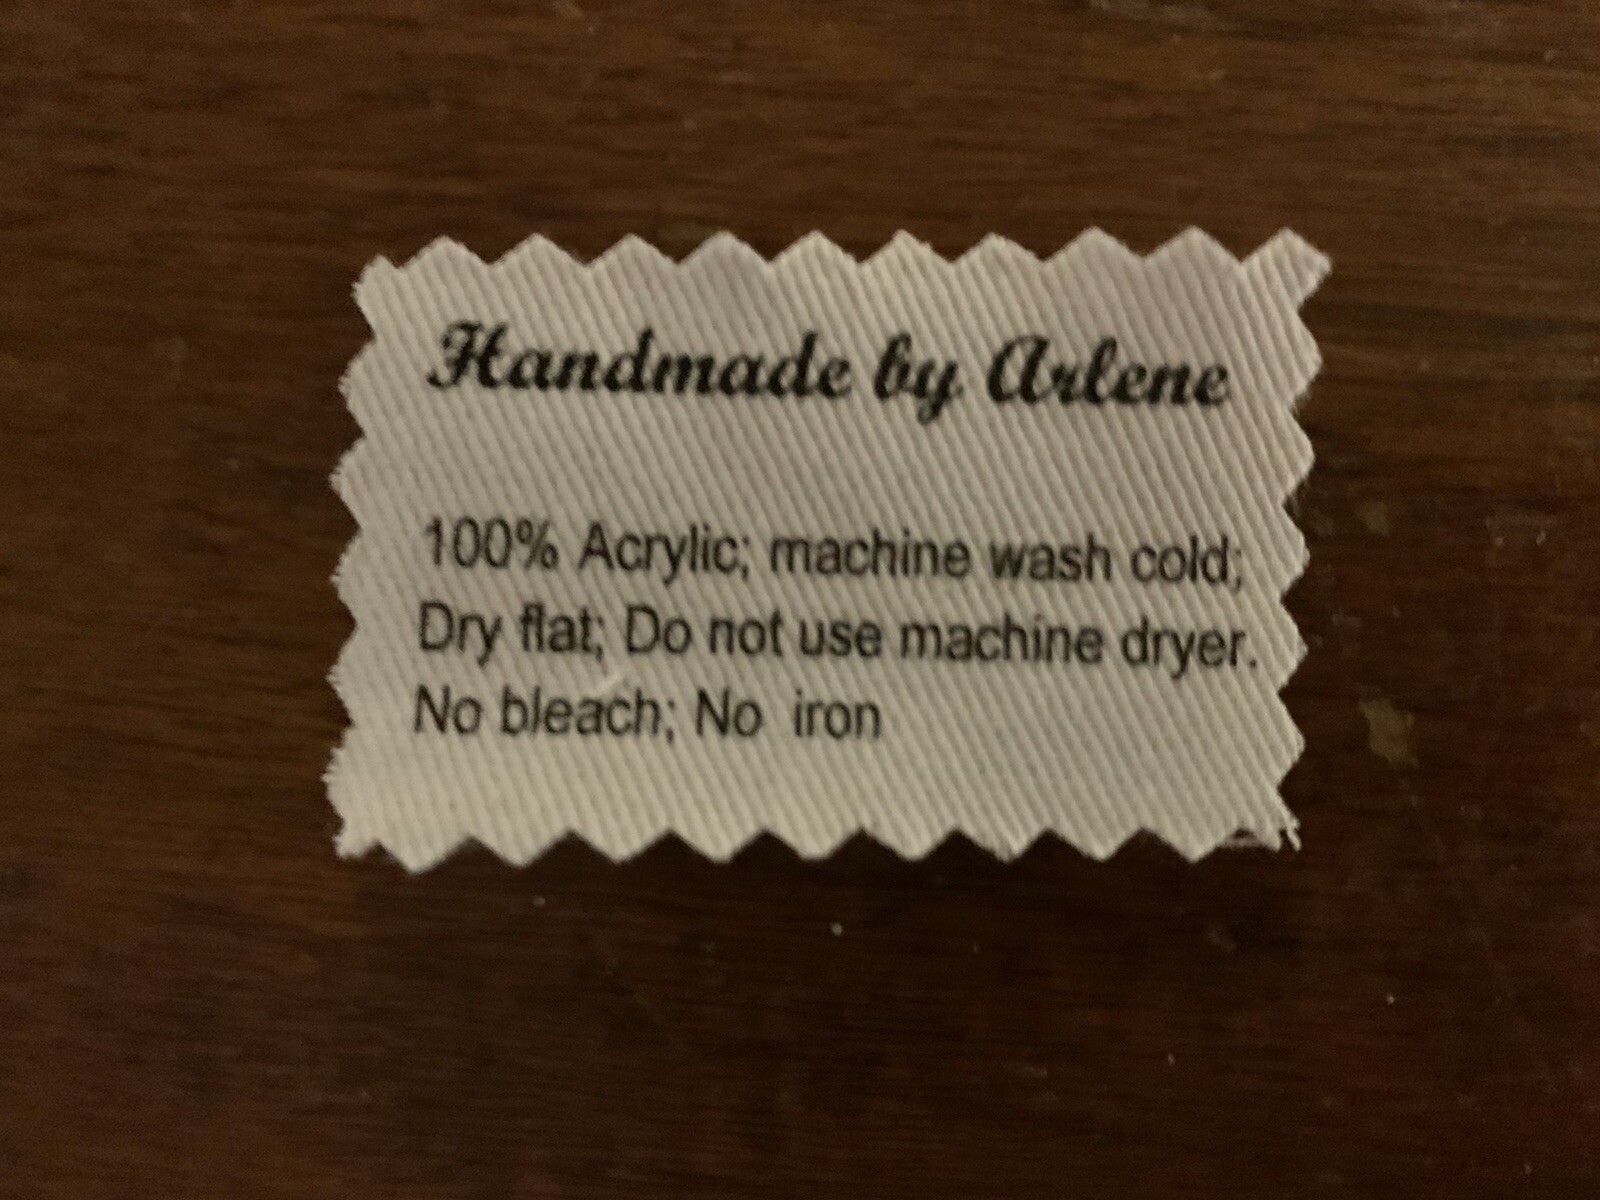 Handmade by Arlene
100% Acrylic; machine wash cold;
Dry flat; Do not use machine dryer.
No bleach; No  iron